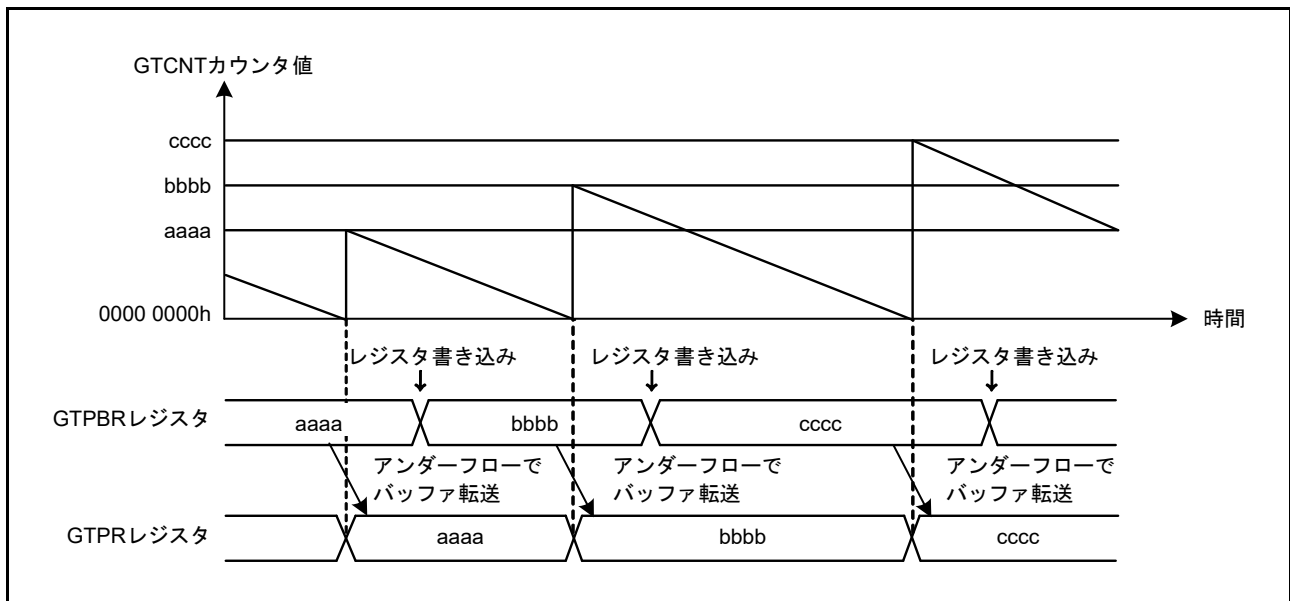 GTCNTカウンタ値
cccc
bbbb
aaaa
0000 0000h
時間
レジスタ書き込み
レジスタ書き込み
レジスタ書き込み
GTPBRレジスタ
aaaa
bbbb
cccc
アンダーフローで
バッファ転送
アンダーフローで
バッファ転送
アンダーフローで
バッファ転送
GTPRレジスタ
aaaa
bbbb
cccc